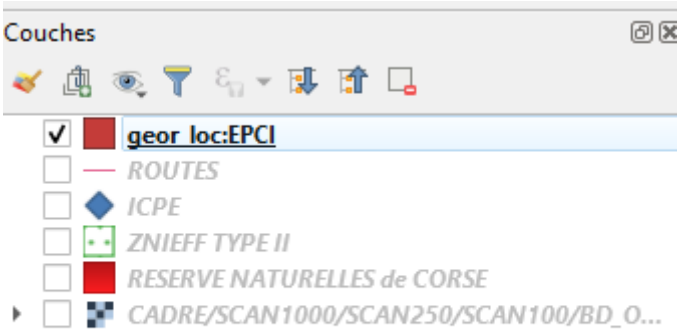 Couches
geor_loc:EPCI
ROUTES
ICPE
ZNIEFF TYPE II
RESERVE NATURELLES de CORSE
CADRE/SCAN1000/SCAN250/SCAN100/BD_O...